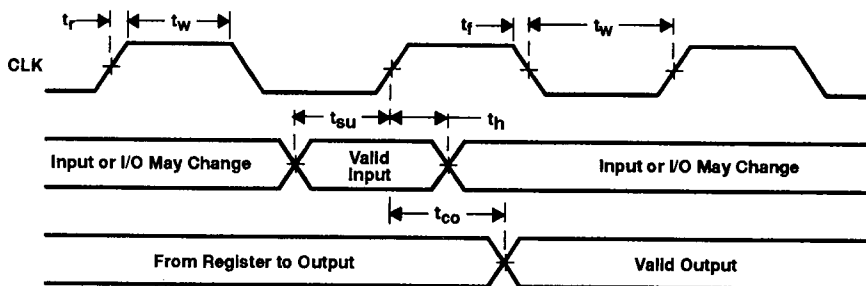 tr tw tf tw
CLK
tsu th
Input or I/O May Change Valid Input Input or I/O May Change
tco
From Register to Output Valid Output